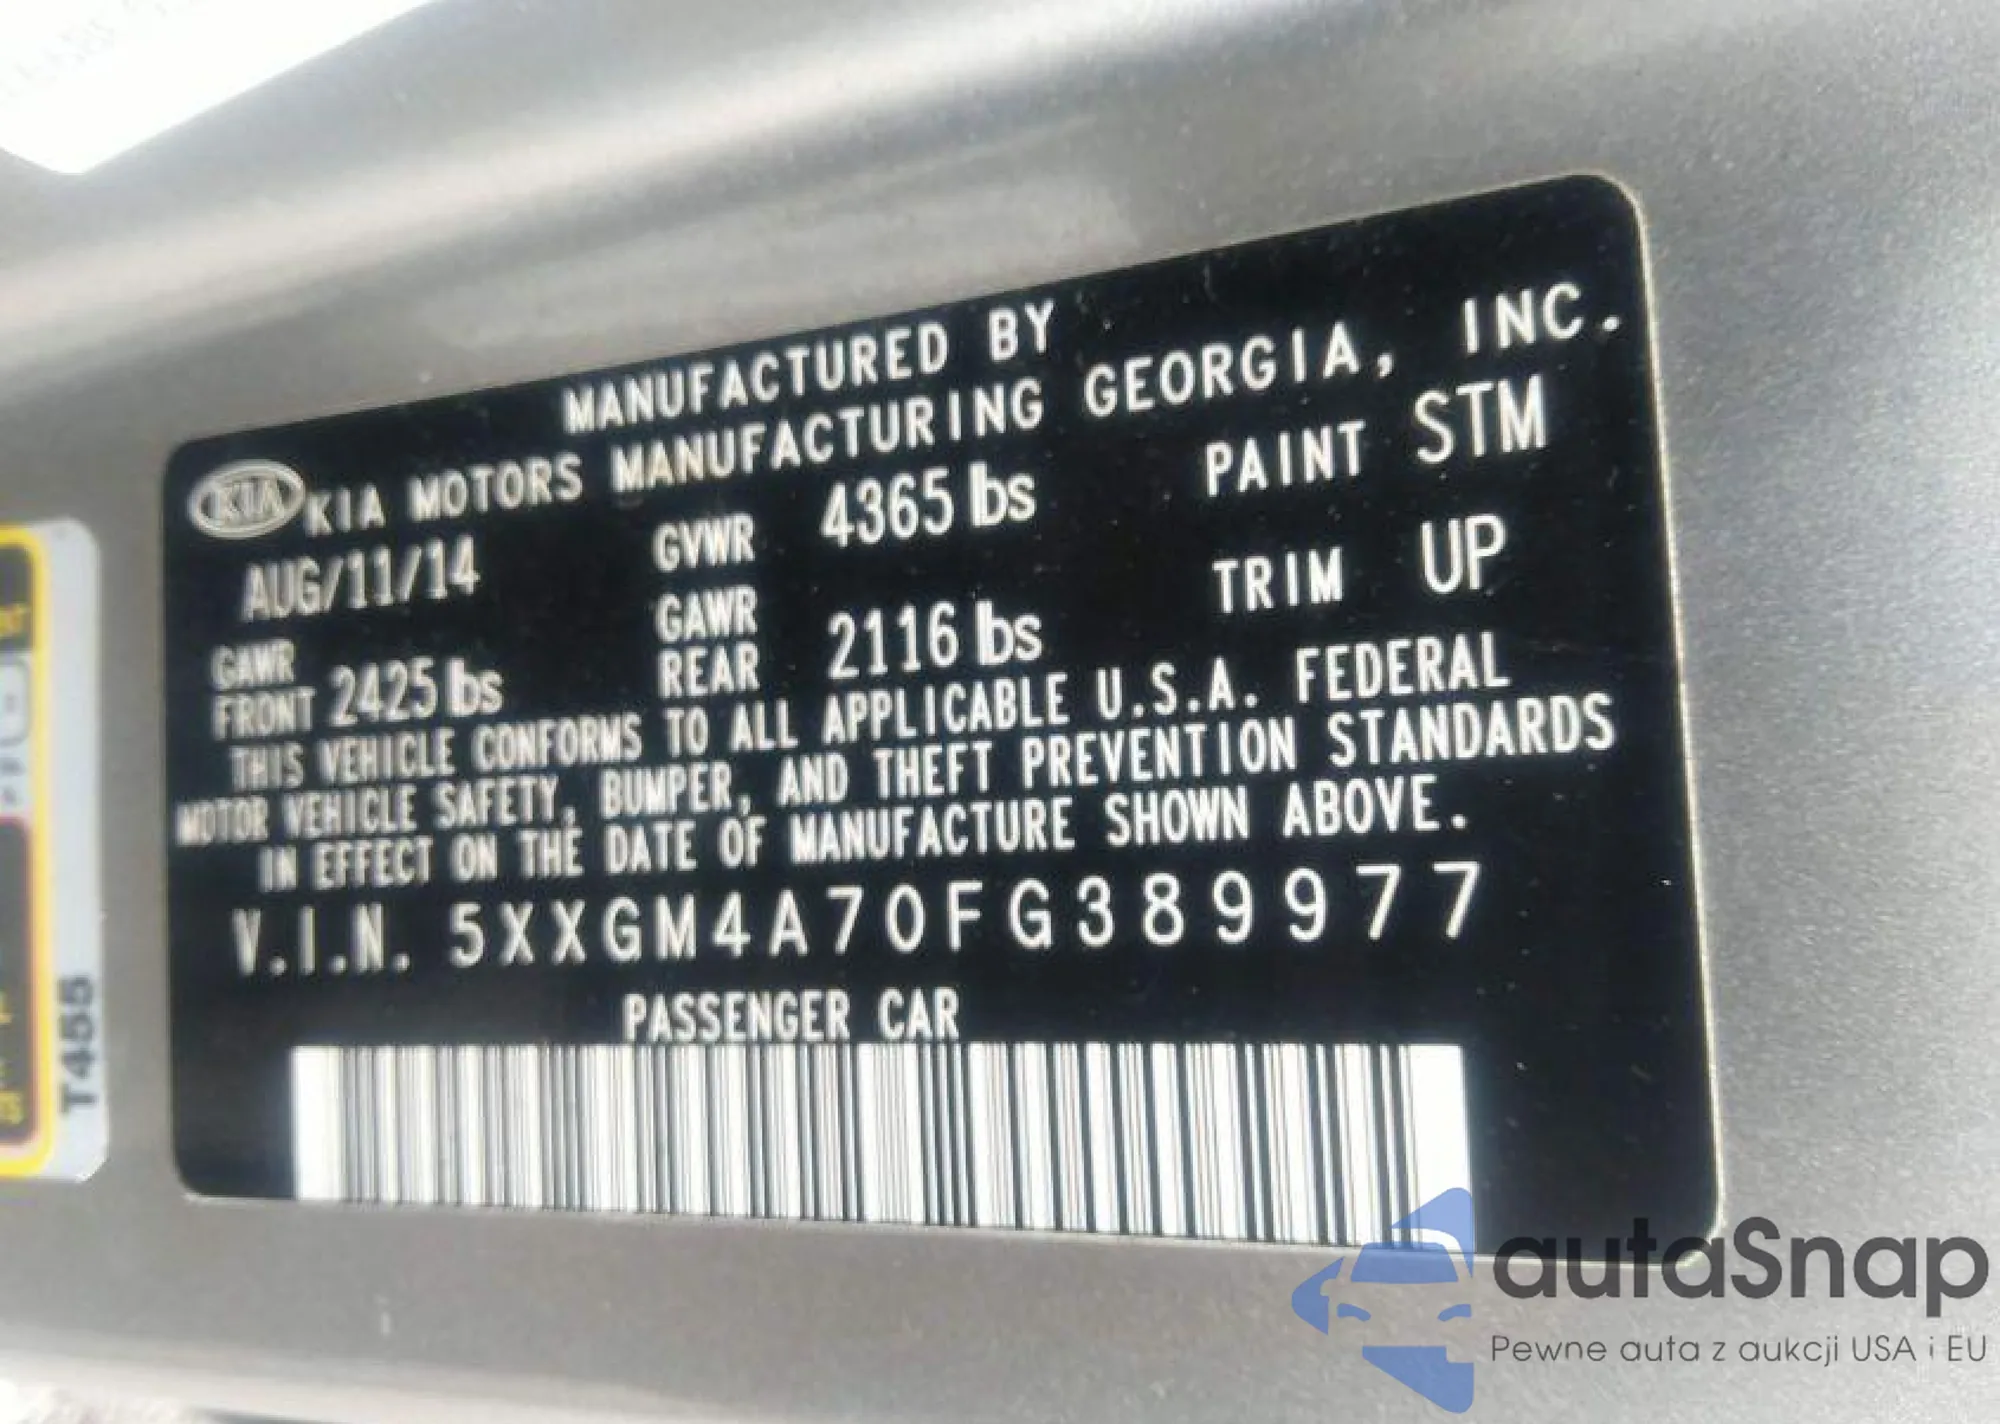 MANUFACTURED BY
KIA KIA MOTORS MANUFACTURING GEORGIA, INC.
AUG/11/14 GVWR 4365 lbs PAINT STM
GAWR FRONT 2425 lbs GAWR REAR 2116 lbs TRIM UP
THIS VEHICLE CONFORMS TO ALL APPLICABLE U.S.A. FEDERAL
MOTOR VEHICLE SAFETY, BUMPER, AND THEFT PREVENTION STANDARDS
IN EFFECT ON THE DATE OF MANUFACTURE SHOWN ABOVE.
V.I.N. 5XXGM4A70FG389977
PASSENGER CAR
T455
autaSnap
Pewne auta z aukcji USA i EU